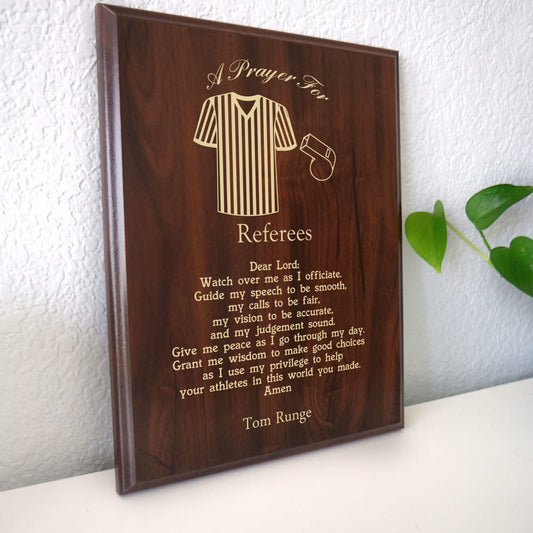 A Prayer For
Referees
Dear Lord:
Watch over me as I officiate.
Guide my speech to be smooth,
my calls to be fair,
my vision to be accurate,
and my judgement sound.
Give me peace as I go through my day.
Grant me wisdom to make good choices
as I use my privilege to help
your athletes in this world you made.
Amen
Tom Runge